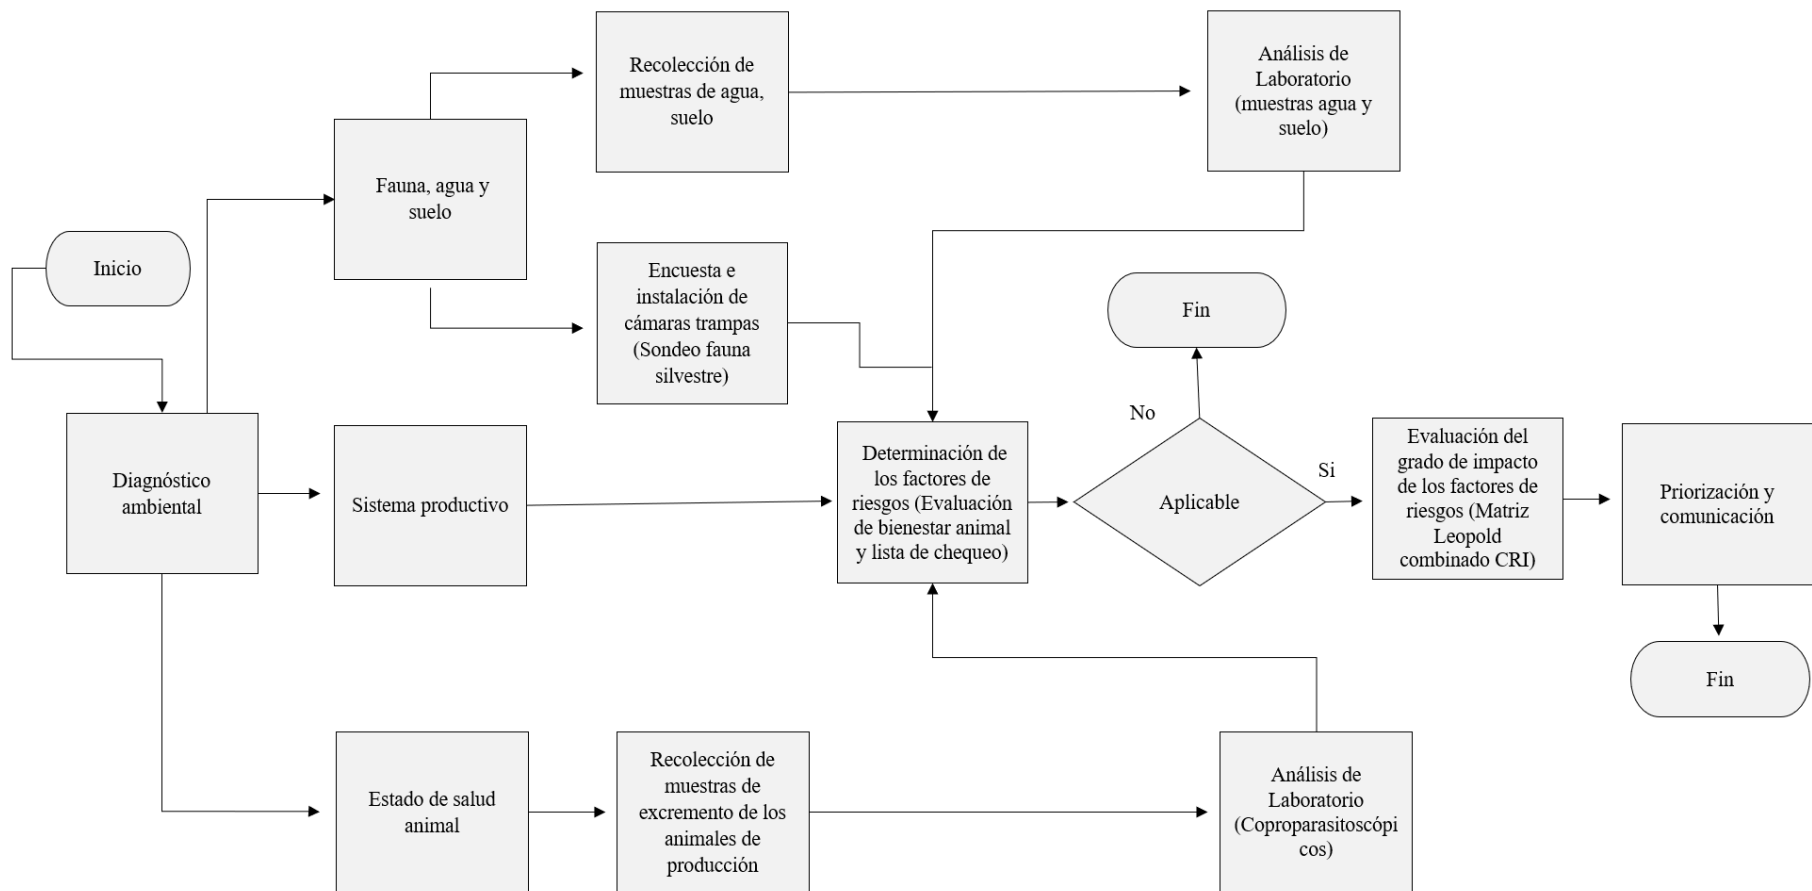 Inicio
Diagnóstico
ambiental
Fauna, agua y
suelo
Recolección de
muestras de agua,
suelo
Análisis de
Laboratorio
(muestras agua y
suelo)
Encuesta e
instalación de
cámaras trampas
(Sondeo fauna
silvestre)
Sistema productivo
Determinación de
los factores de
riesgos (Evaluación
de bienestar animal
y lista de chequeo)
Aplicable
No
Fin
Si
Evaluación del
grado de impacto
de los factores de
riesgos (Matriz
Leopold
combinado CRI)
Priorización y
comunicación
Fin
Estado de salud
animal
Recolección de
muestras de
excremento de los
animales de
producción
Análisis de
Laboratorio
(Coproparasitoscópi
cos)